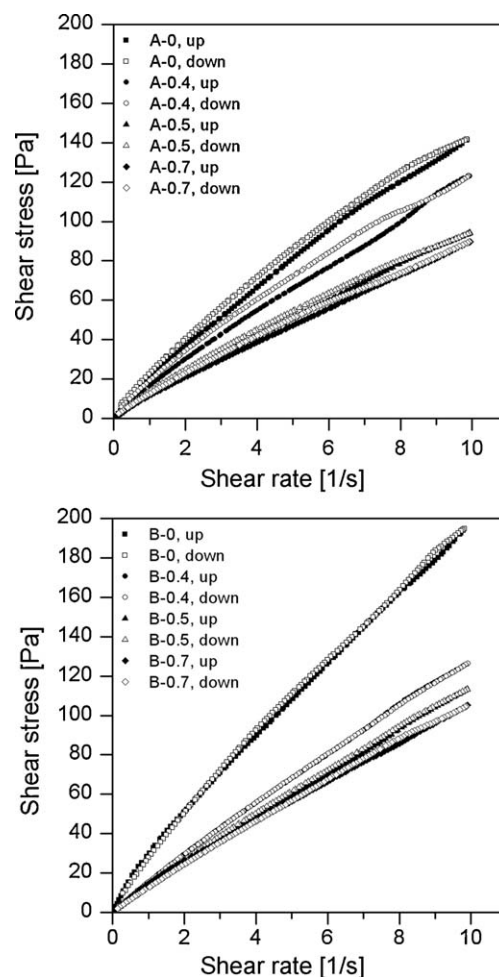 200
180
160
140
120
100
80
60
40
20
0
Shear stress [Pa]
A-0, up
A-0, down
A-0.4, up
A-0.4, down
A-0.5, up
A-0.5, down
A-0.7, up
A-0.7, down
0 2 4 6 8 10
Shear rate [1/s]
200
180
160
140
120
100
80
60
40
20
0
Shear stress [Pa]
B-0, up
B-0, down
B-0.4, up
B-0.4, down
B-0.5, up
B-0.5, down
B-0.7, up
B-0.7, down
0 2 4 6 8 10
Shear rate [1/s]